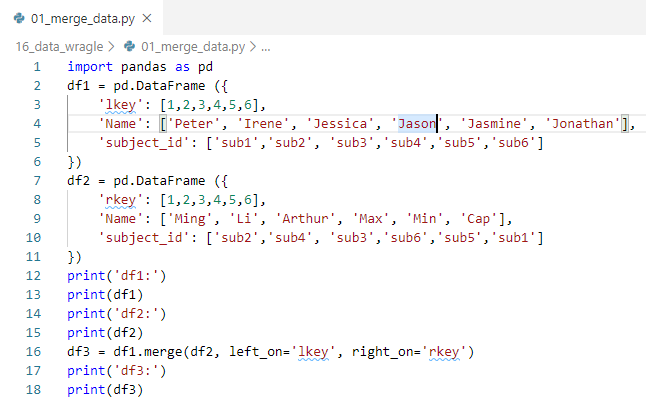 01_merge_data.py ×
16_data_wragle > 01_merge_data.py > ...
1 import pandas as pd
2 df1 = pd.DataFrame ({
3     'lkey': [1,2,3,4,5,6],
4     'Name': ['Peter', 'Irene', 'Jessica', 'Jason', 'Jasmine', 'Jonathan'],
5     'subject_id': ['sub1','sub2', 'sub3','sub4','sub5','sub6']
6 })
7 df2 = pd.DataFrame ({
8     'rkey': [1,2,3,4,5,6],
9     'Name': ['Ming', 'Li', 'Arthur', 'Max', 'Min', 'Cap'],
10     'subject_id': ['sub2','sub4', 'sub3','sub6','sub5','sub1']
11 })
12 print('df1:')
13 print(df1)
14 print('df2:')
15 print(df2)
16 df3 = df1.merge(df2, left_on='lkey', right_on='rkey')
17 print('df3:')
18 print(df3)